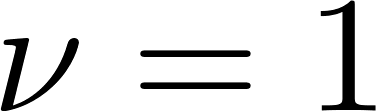 ν = 1